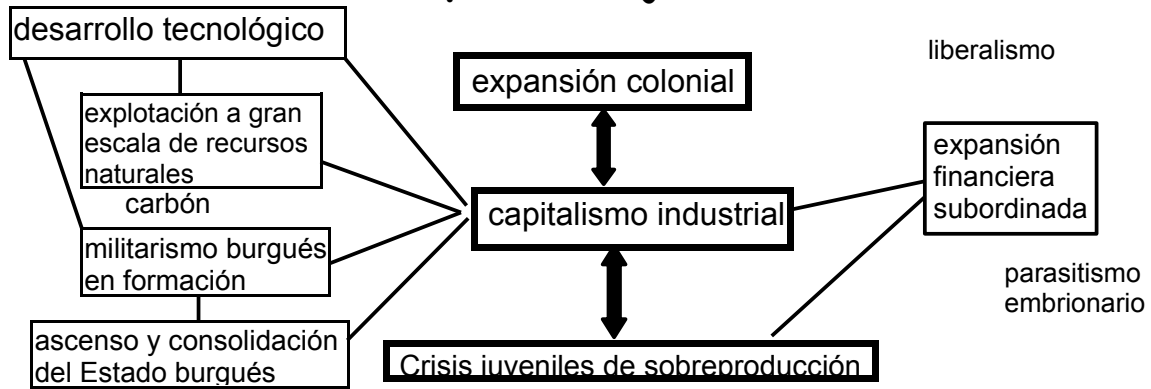 desarrollo tecnológico
explotación a gran
escala de recursos
naturales
carbón
militarismo burgués
en formación
ascenso y consolidación
del Estado burgués
expansión colonial
capitalismo industrial
Crisis juveniles de sobreproducción
liberalismo
expansión
financiera
subordinada
parasitismo
embrionario